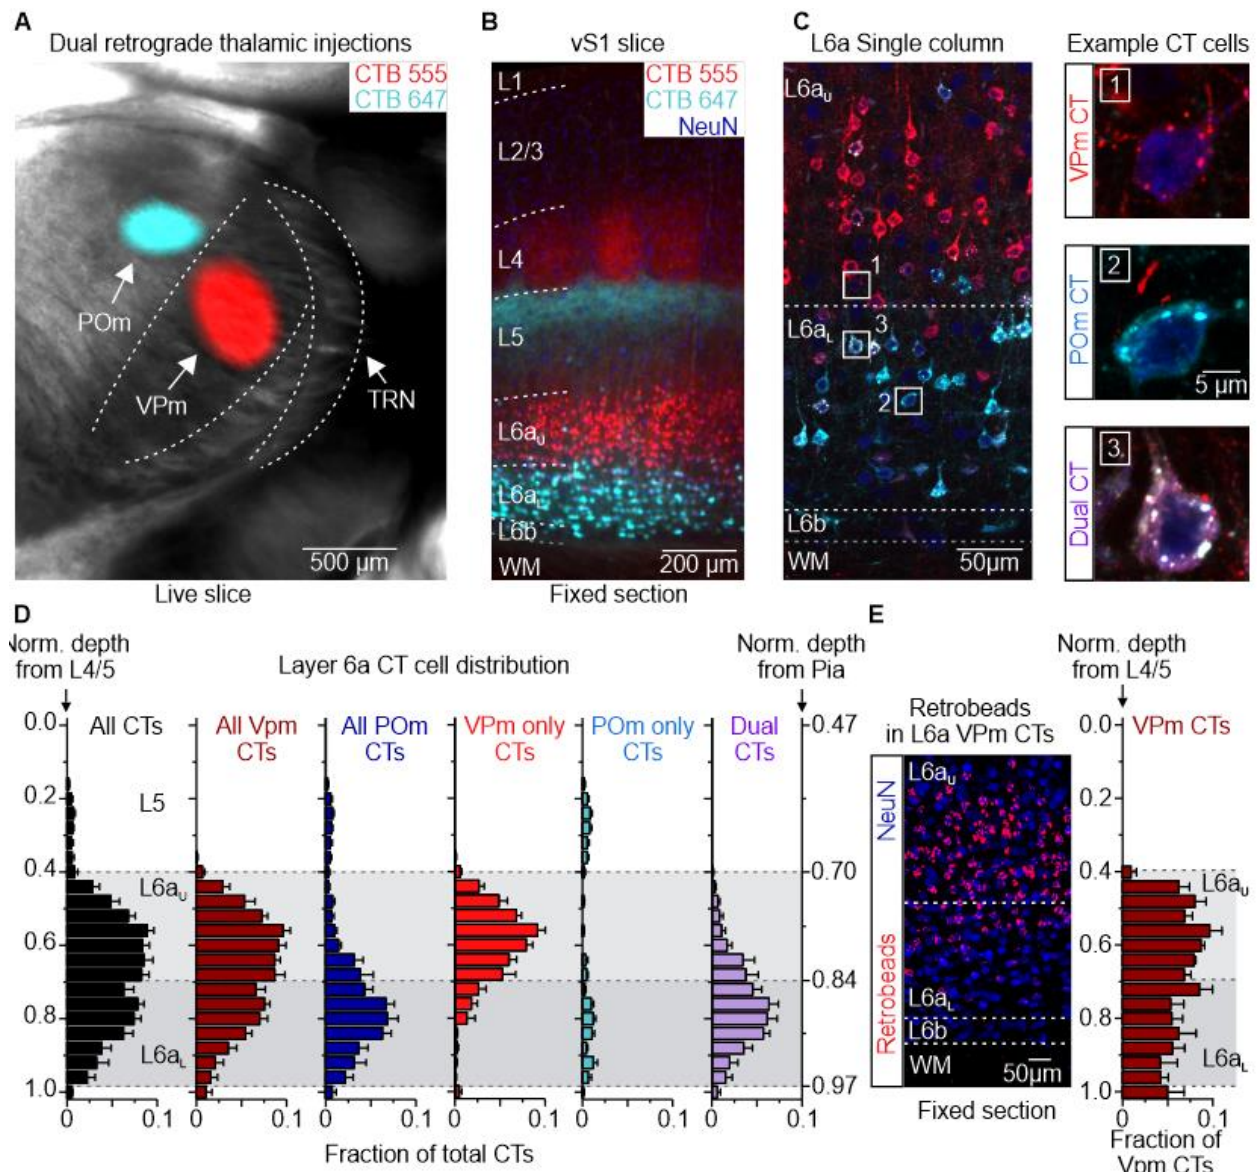 A
Dual retrograde thalamic injections
CTB 555
CTB 647
POm
VPm
TRN
500 µm
Live slice
B
vS1 slice
CTB 555
CTB 647
NeuN
L1
L2/3
L4
L5
L6aU
L6aL
L6b
WM
200 µm
Fixed section
C
L6a Single column
L6aU
1
L6aL
3
2
L6b
WM
50µm
Example CT cells
VPm CT
1
POm CT
2
5 µm
Dual CT
3
D
Norm. depth
from L4/5
Layer 6a CT cell distribution
Norm. depth
from Pia
All CTs
All Vpm
CTs
All POm
CTs
VPm only
CTs
POm only
CTs
Dual
CTs
0.0
0.2
0.4
0.6
0.8
1.0
L5
L6aU
L6aL
0.47
0.70
0.84
0.97
0 0.1 0 0.1 0 0.1 0 0.1 0 0.1 0 0.1
Fraction of total CTs
E
Norm. depth
from L4/5
Retrobeads
in L6a VPm CTs
Retrobeads NeuN
L6aU
L6aL
L6b
WM
50µm
Fixed section
VPm CTs
0.0
0.2
0.4
0.6
0.8
1.0
L6aU
L6aL
0 0.1
Fraction of
Vpm CTs